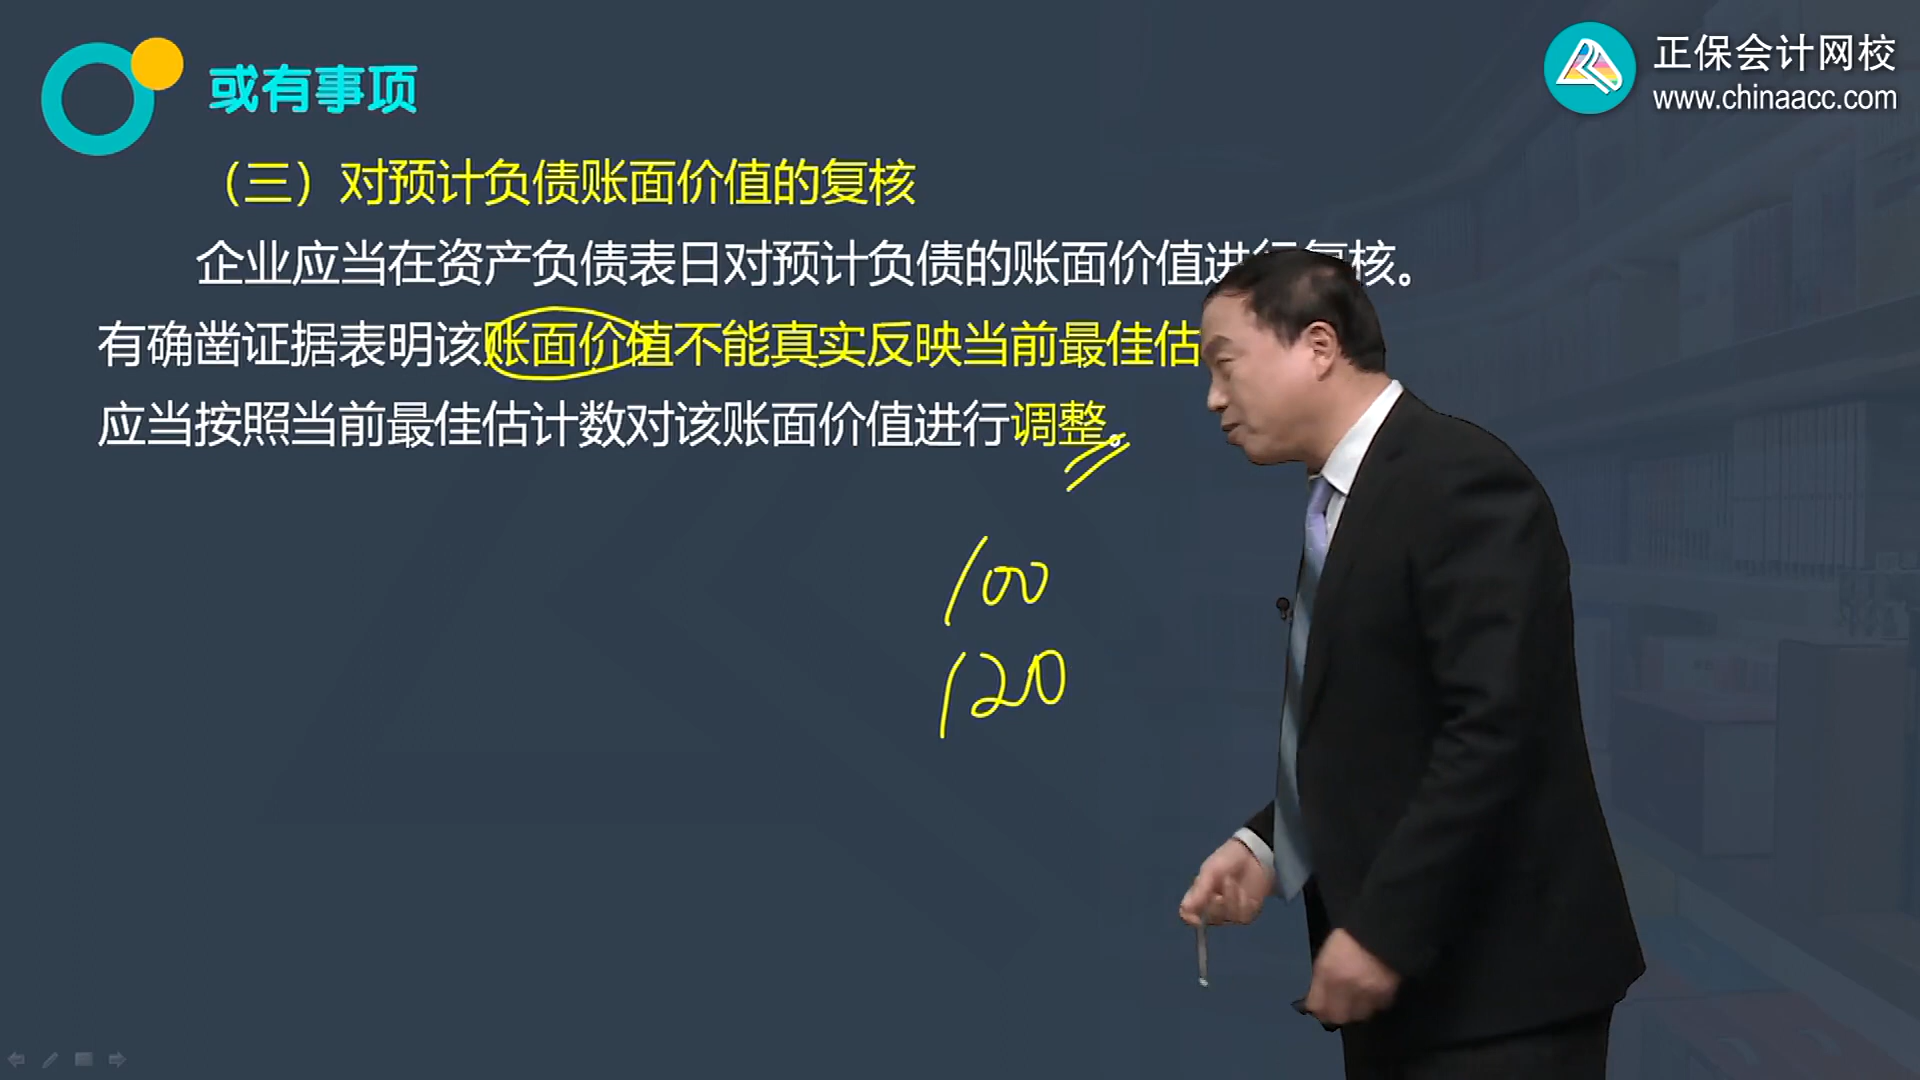 或有事项
正保会计网校
www.chinaacc.com
（三）对预计负债账面价值的复核
企业应当在资产负债表日对预计负债的账面价值进行复核。
有确凿证据表明该账面价值不能真实反映当前最佳估
应当按照当前最佳估计数对该账面价值进行调整。
100
120